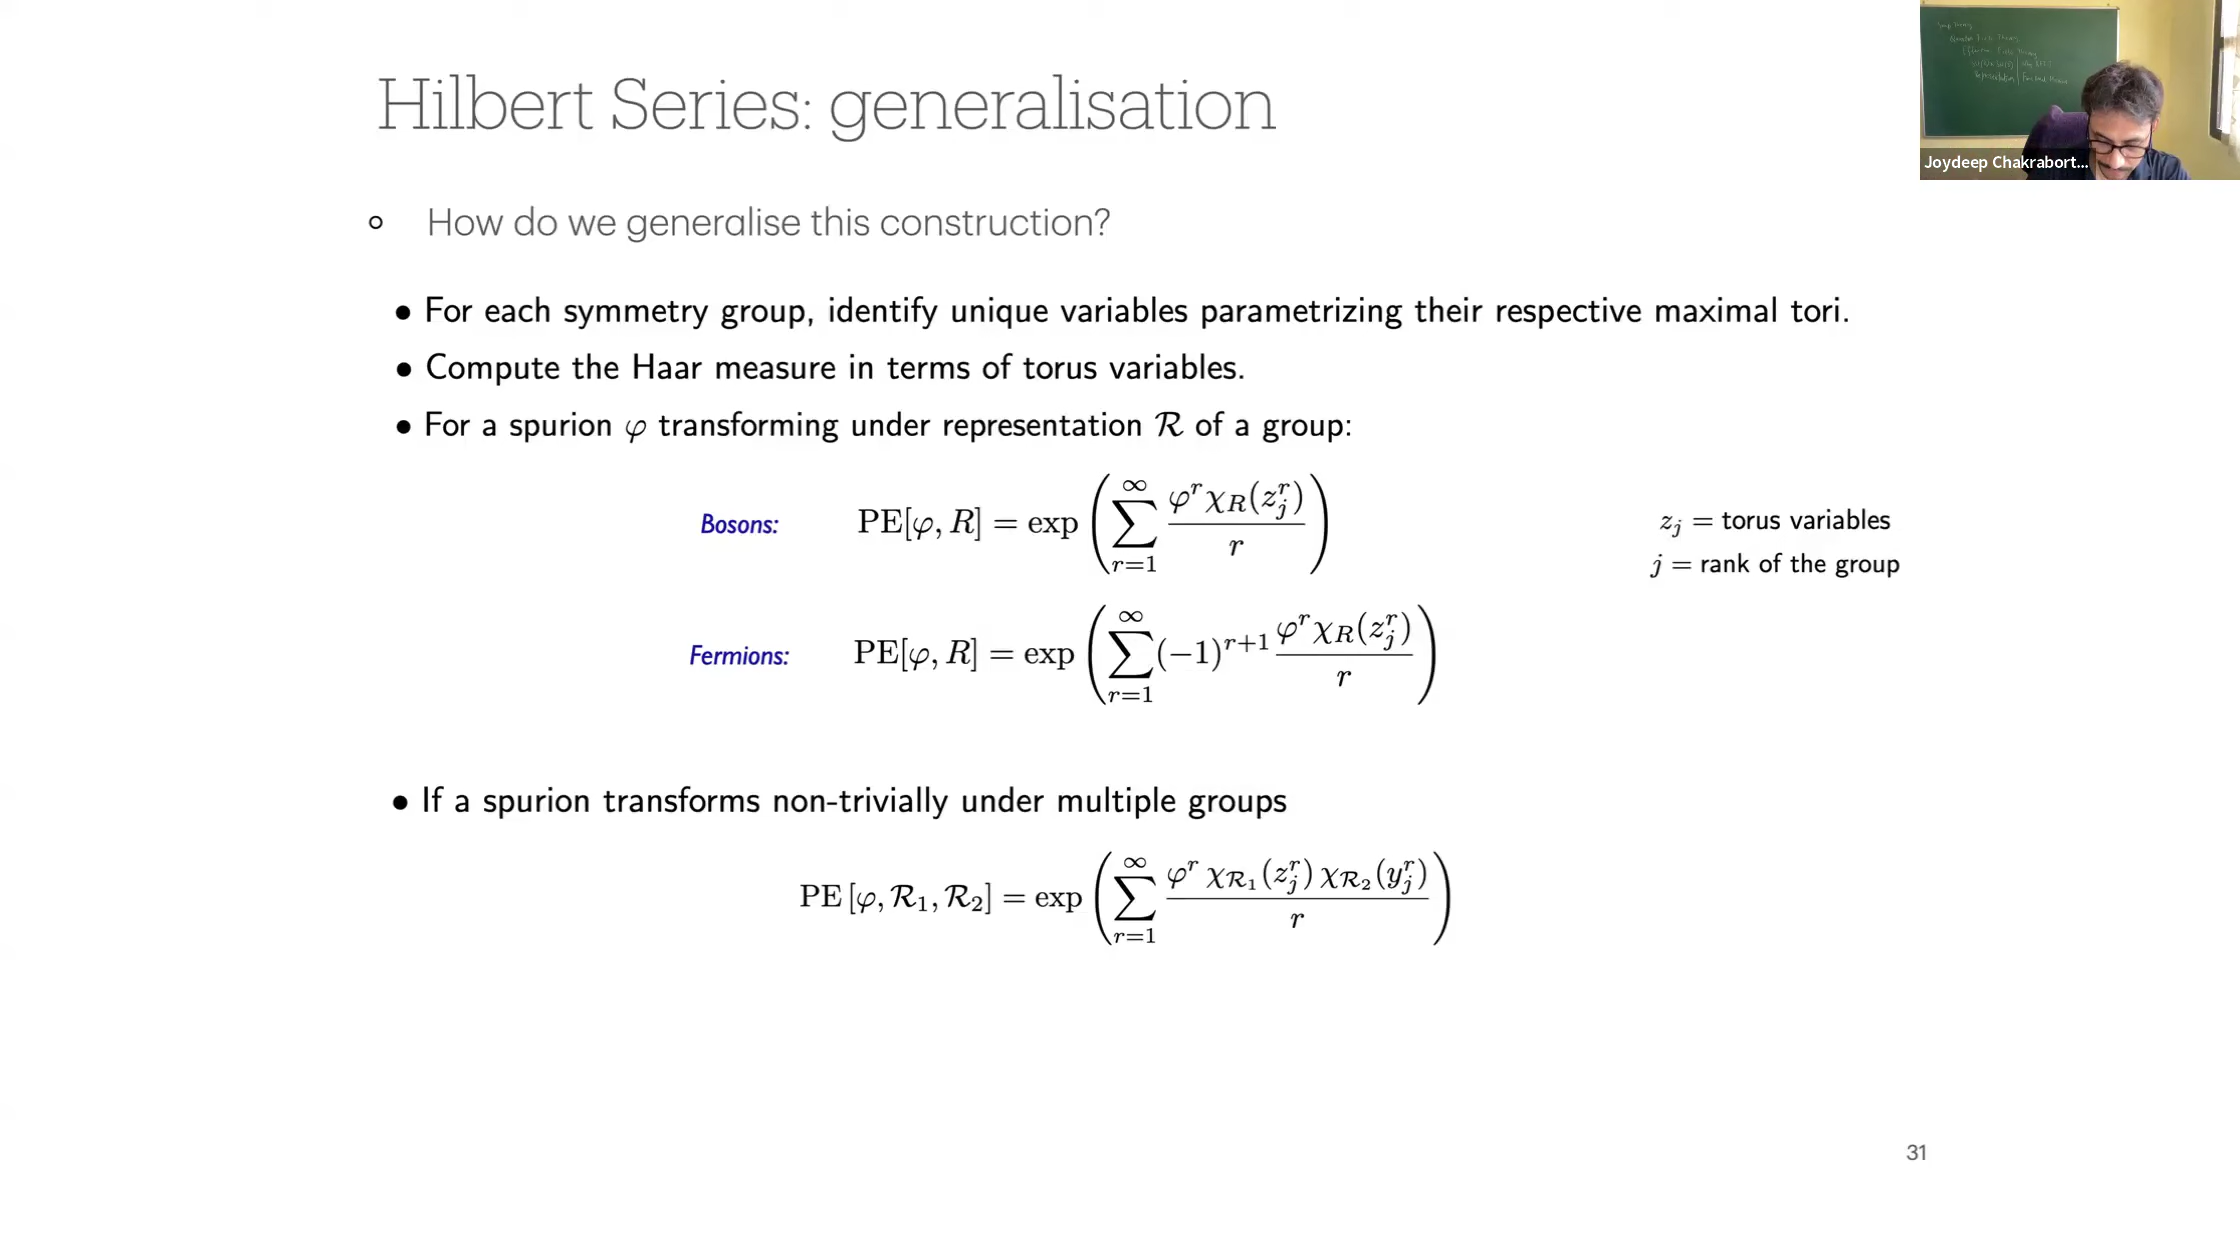 Hilbert Series: generalisation
Joydeep Chakrabort...
How do we generalise this construction?
• For each symmetry group, identify unique variables parametrizing their respective maximal tori.
• Compute the Haar measure in terms of torus variables.
• For a spurion φ transforming under representation 𝓡 of a group:
Bosons: PE[φ, R] = exp ( ∑_{r=1}^{∞} φ^r χ_R(z_j^r) / r )
z_j = torus variables
j = rank of the group
Fermions: PE[φ, R] = exp ( ∑_{r=1}^{∞} (−1)^{r+1} φ^r χ_R(z_j^r) / r )
• If a spurion transforms non-trivially under multiple groups
PE [φ, 𝓡_1, 𝓡_2] = exp ( ∑_{r=1}^{∞} φ^r χ_{𝓡_1}(z_j^r) χ_{𝓡_2}(y_j^r) / r )
31